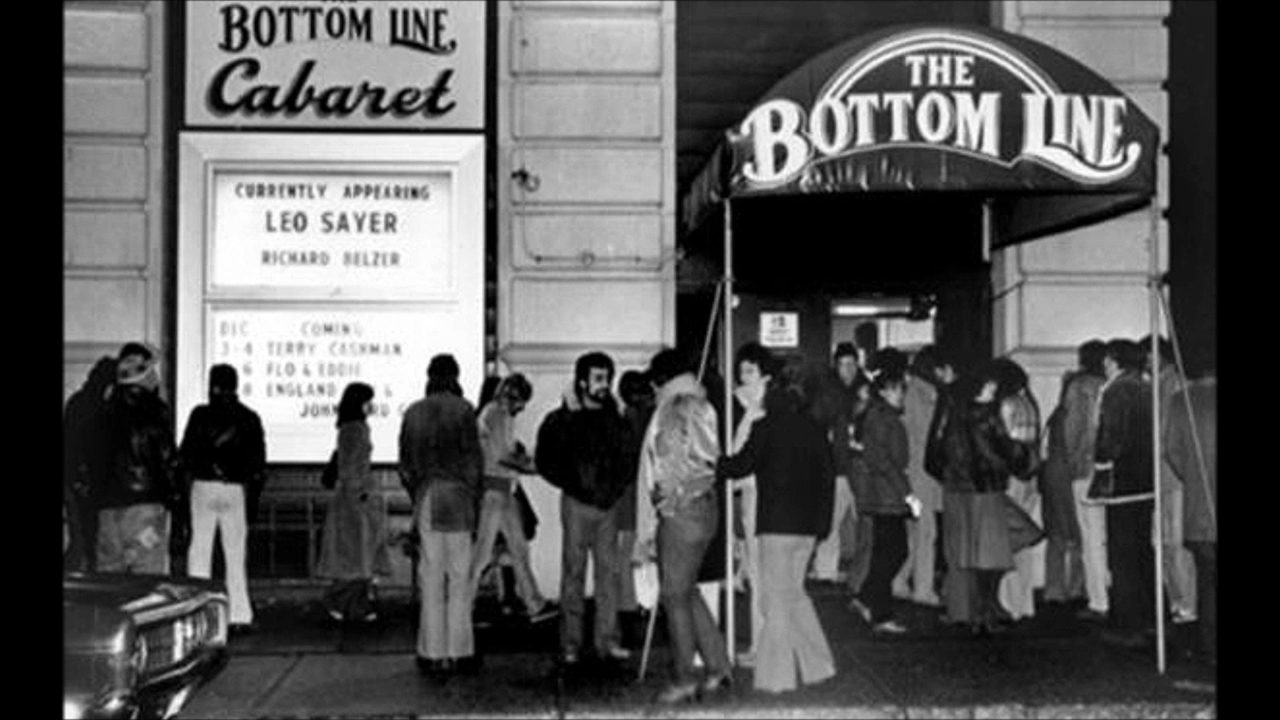 BOTTOM LINE
Cabaret
CURRENTLY APPEARING
LEO SAYER
RICHARD BELZER
DEC COMING
3-4 TERRY CASHMAN
6 FLO & EDDIE
8 ENGLAND &
JOHN
THE
BOTTOM LINE